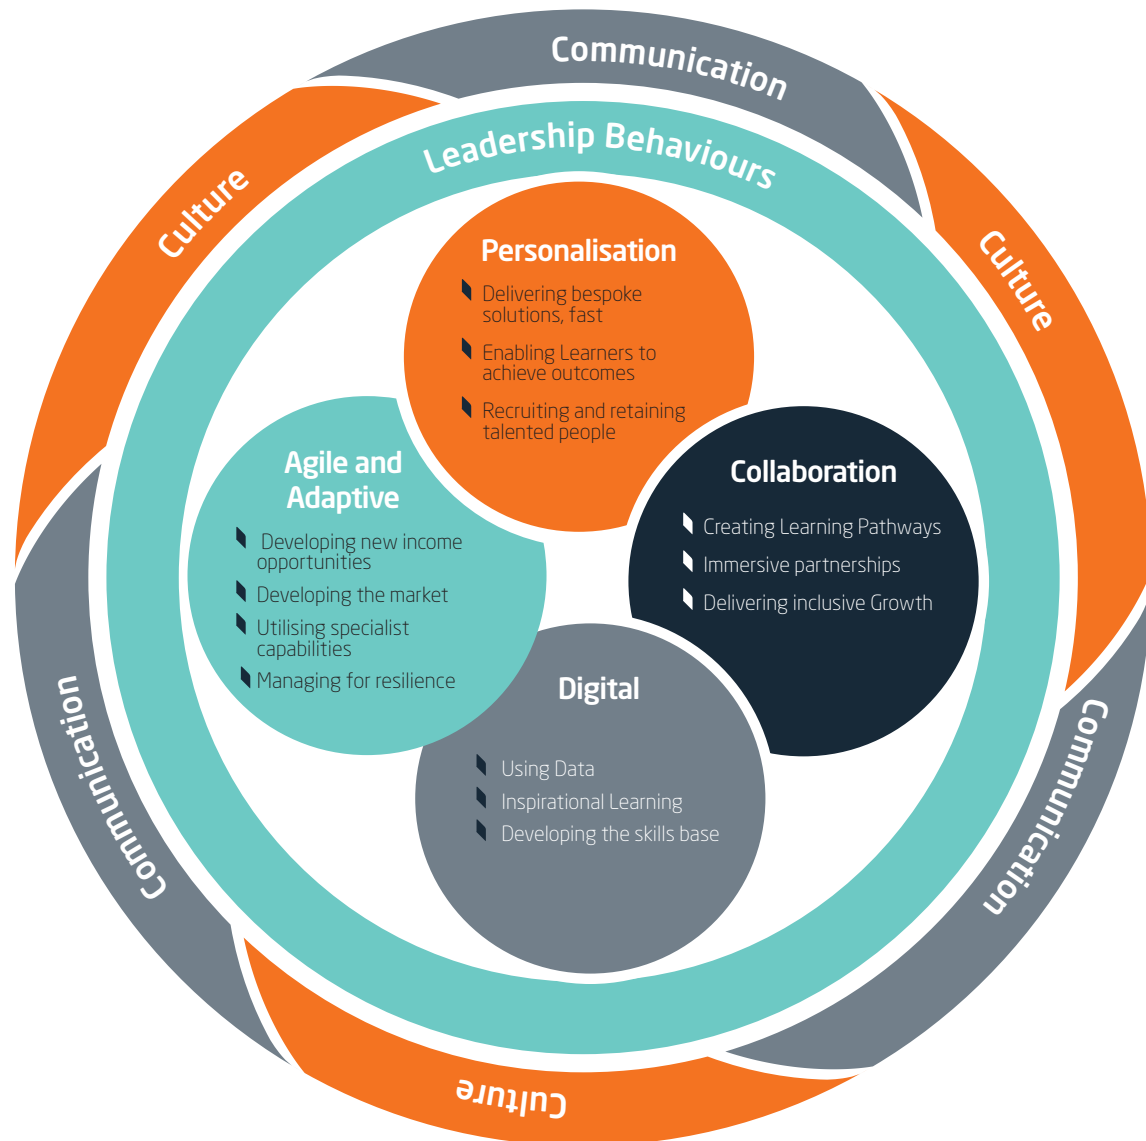 Communication
Culture
Culture
Leadership Behaviours
Personalisation
Delivering bespoke
solutions, fast
Enabling Learners to
achieve outcomes
Recruiting and retaining
talented people
Agile and
Adaptive
Developing new income
opportunities
Developing the market
Utilising specialist
capabilities
Managing for resilience
Collaboration
Creating Learning Pathways
Immersive partnerships
Delivering inclusive Growth
Digital
Using Data
Inspirational Learning
Developing the skills base
Communication
Communication
Culture